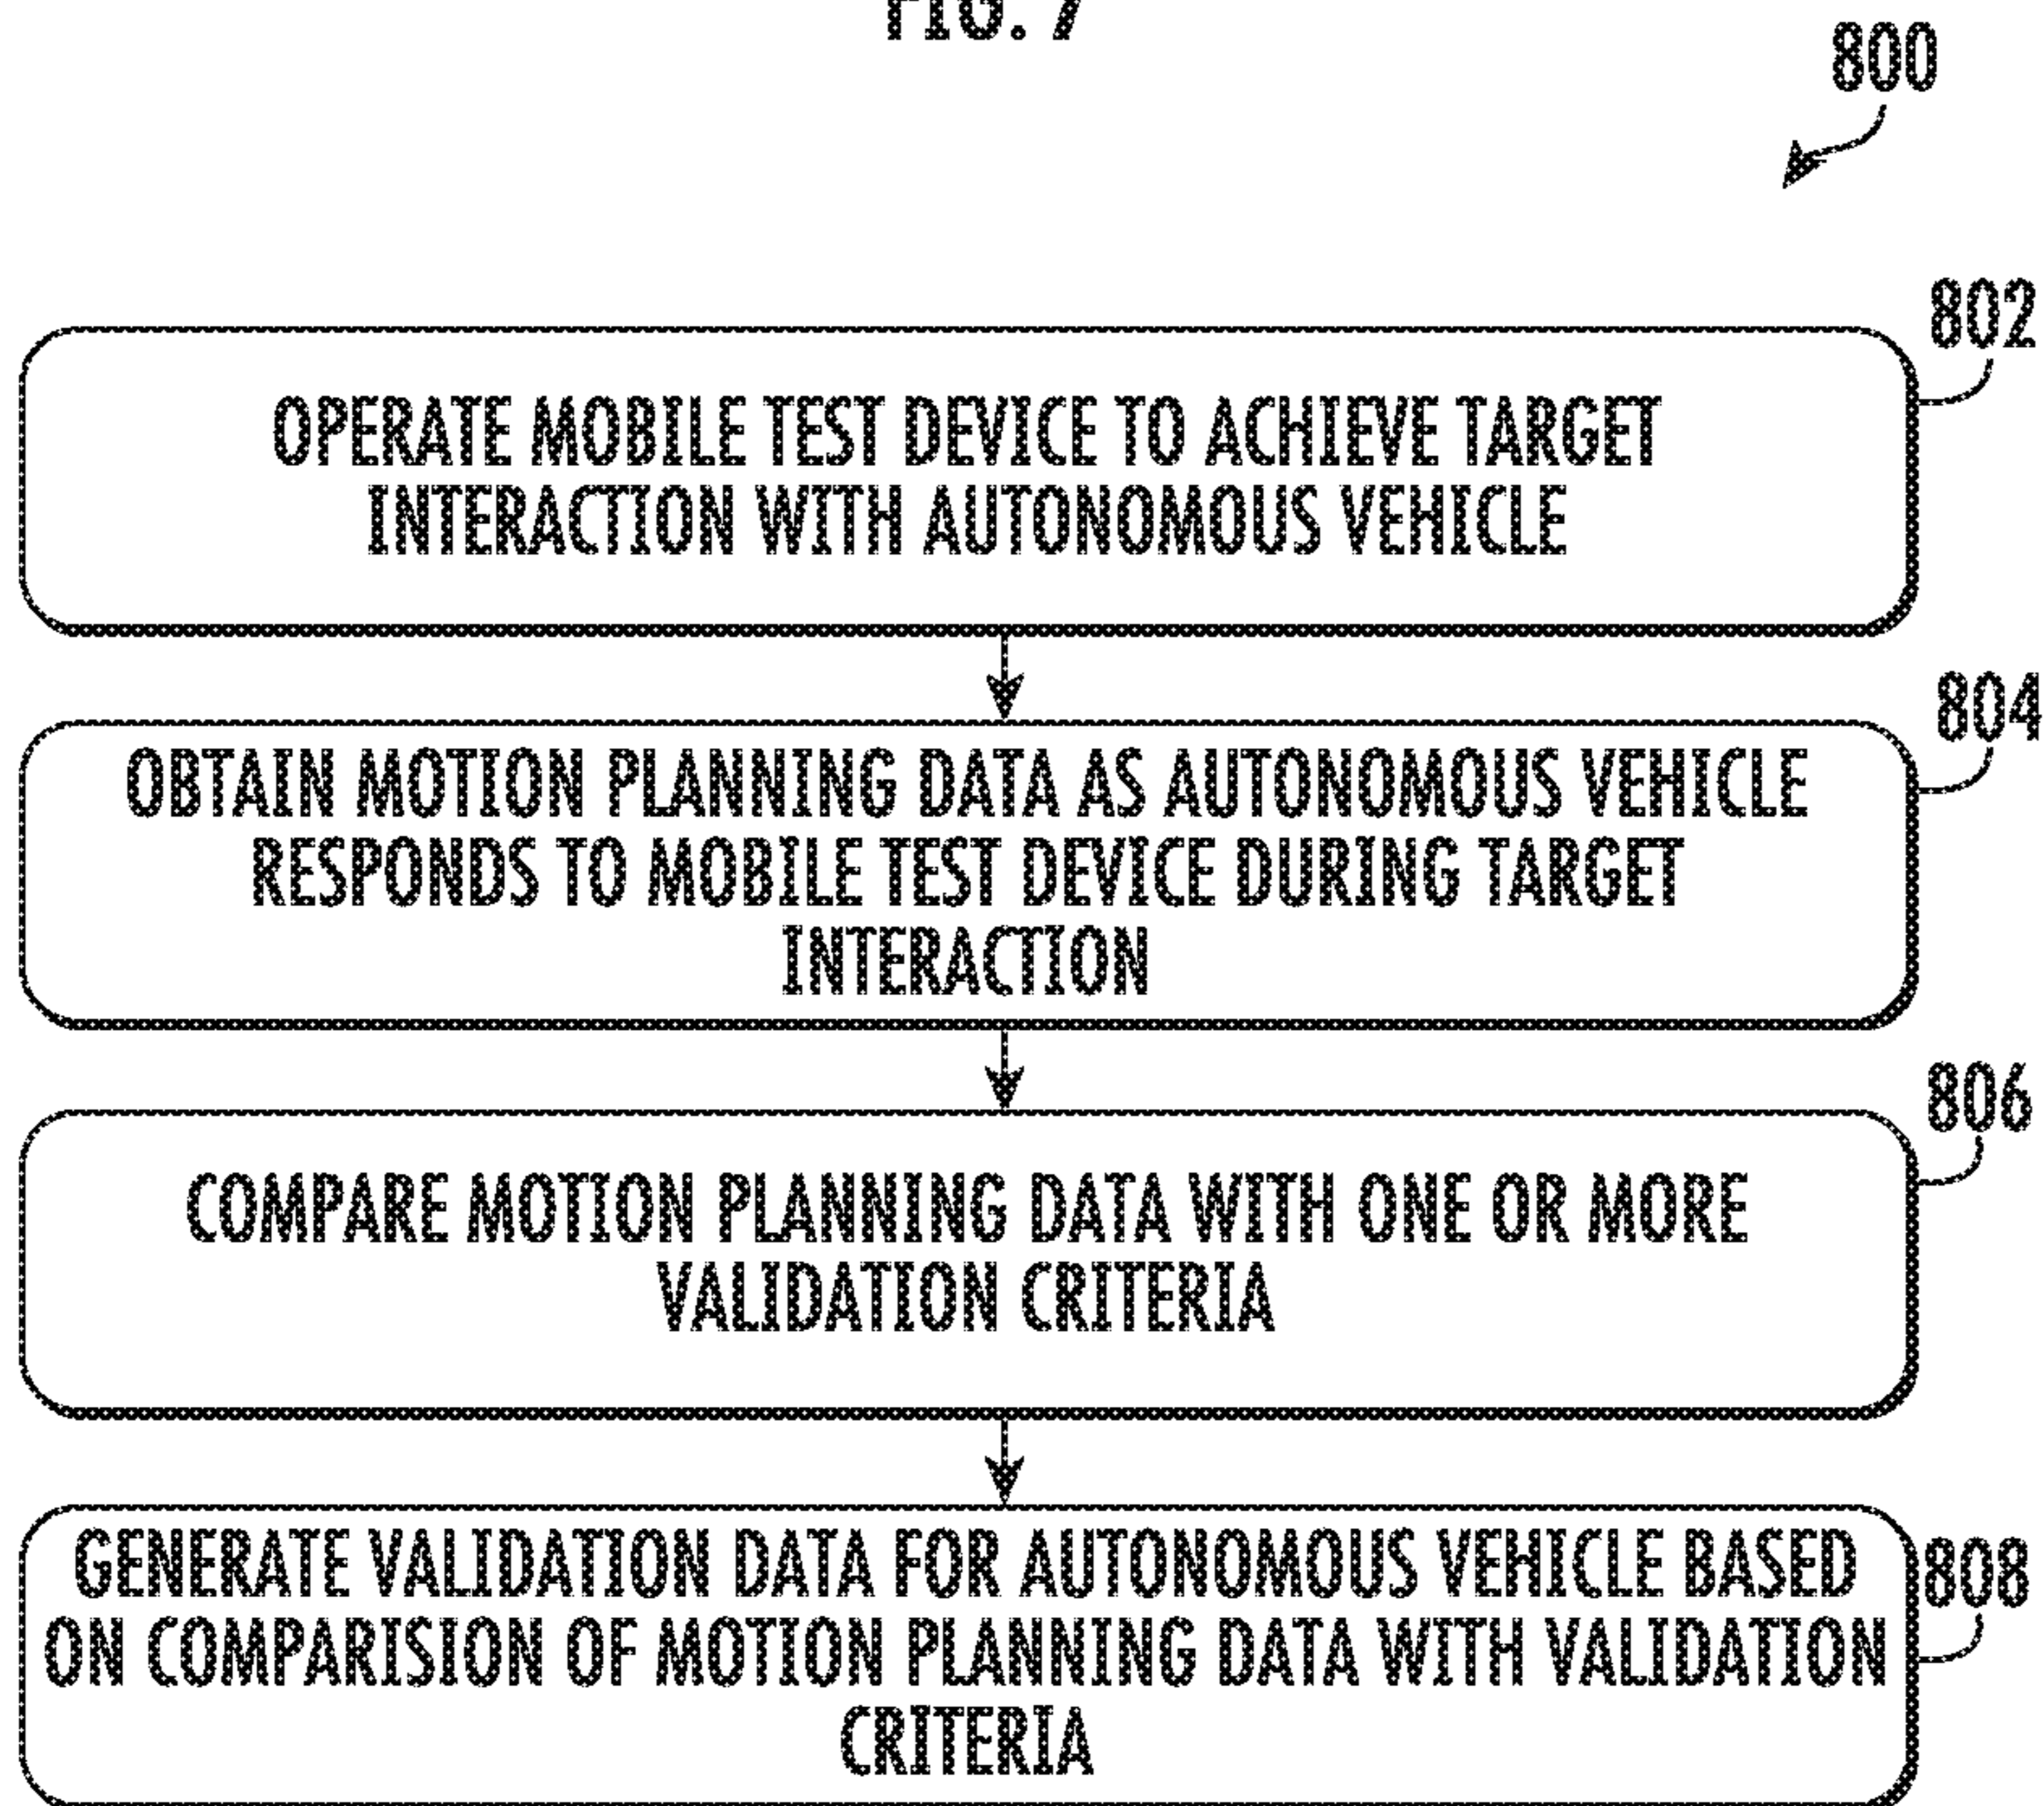 FIG. 7
800
802
OPERATE MOBILE TEST DEVICE TO ACHIEVE TARGET
INTERACTION WITH AUTONOMOUS VEHICLE
804
OBTAIN MOTION PLANNING DATA AS AUTONOMOUS VEHICLE
RESPONDS TO MOBILE TEST DEVICE DURING TARGET
INTERACTION
806
COMPARE MOTION PLANNING DATA WITH ONE OR MORE
VALIDATION CRITERIA
808
GENERATE VALIDATION DATA FOR AUTONOMOUS VEHICLE BASED
ON COMPARISION OF MOTION PLANNING DATA WITH VALIDATION
CRITERIA